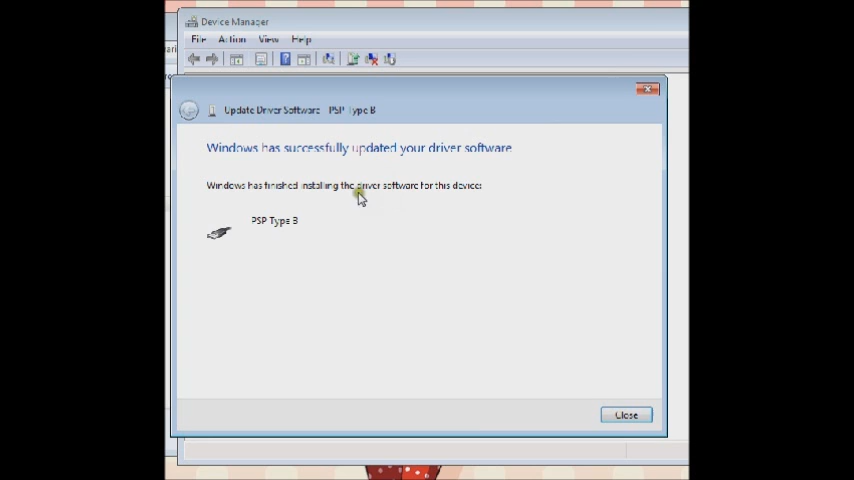 Device Manager
File Action View Help
Update Driver Software - PSP Type B
Windows has successfully updated your driver software
Windows has finished installing the driver software for this device:
PSP Type B
Close